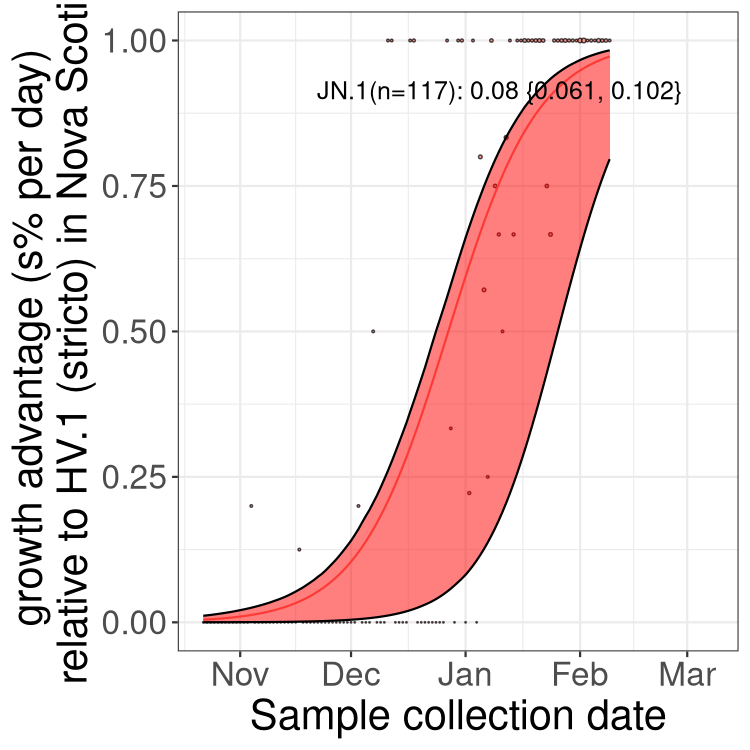 growth advantage (s% per day)
relative to HV.1 (stricto) in Nova Scoti
1.00
0.75
0.50
0.25
0.00
JN.1(n=117): 0.08 {0.061, 0.102}
Nov Dec Jan Feb Mar
Sample collection date